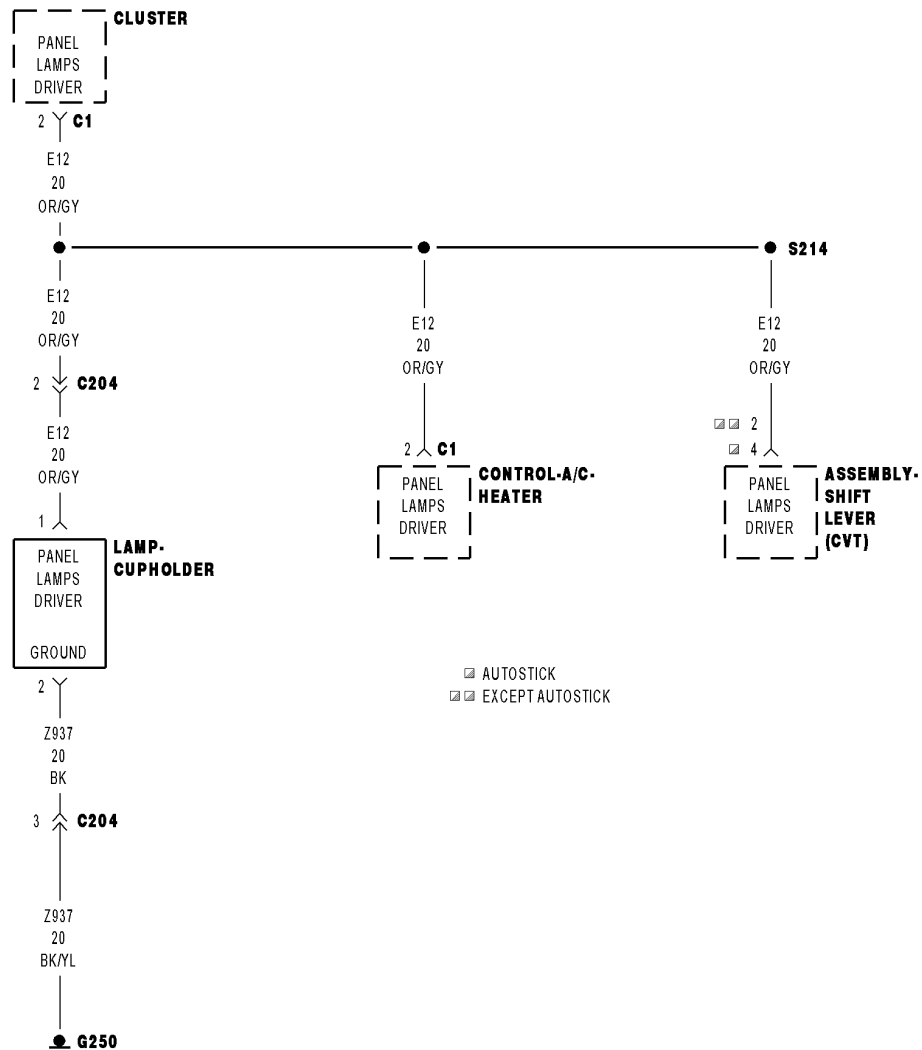 CLUSTER
PANEL
LAMPS
DRIVER
2 C1
E12
20
OR/GY
S214
E12
20
OR/GY
E12
20
OR/GY
E12
20
OR/GY
2 C204
E12
20
OR/GY
2 C1
2
4
1
CONTROL-A/C-
HEATER
PANEL
LAMPS
DRIVER
ASSEMBLY-
SHIFT
LEVER
(CVT)
PANEL
LAMPS
DRIVER
LAMP-
CUPHOLDER
PANEL
LAMPS
DRIVER
GROUND
2
AUTOSTICK
EXCEPT AUTOSTICK
Z937
20
BK
3 C204
Z937
20
BK/YL
G250